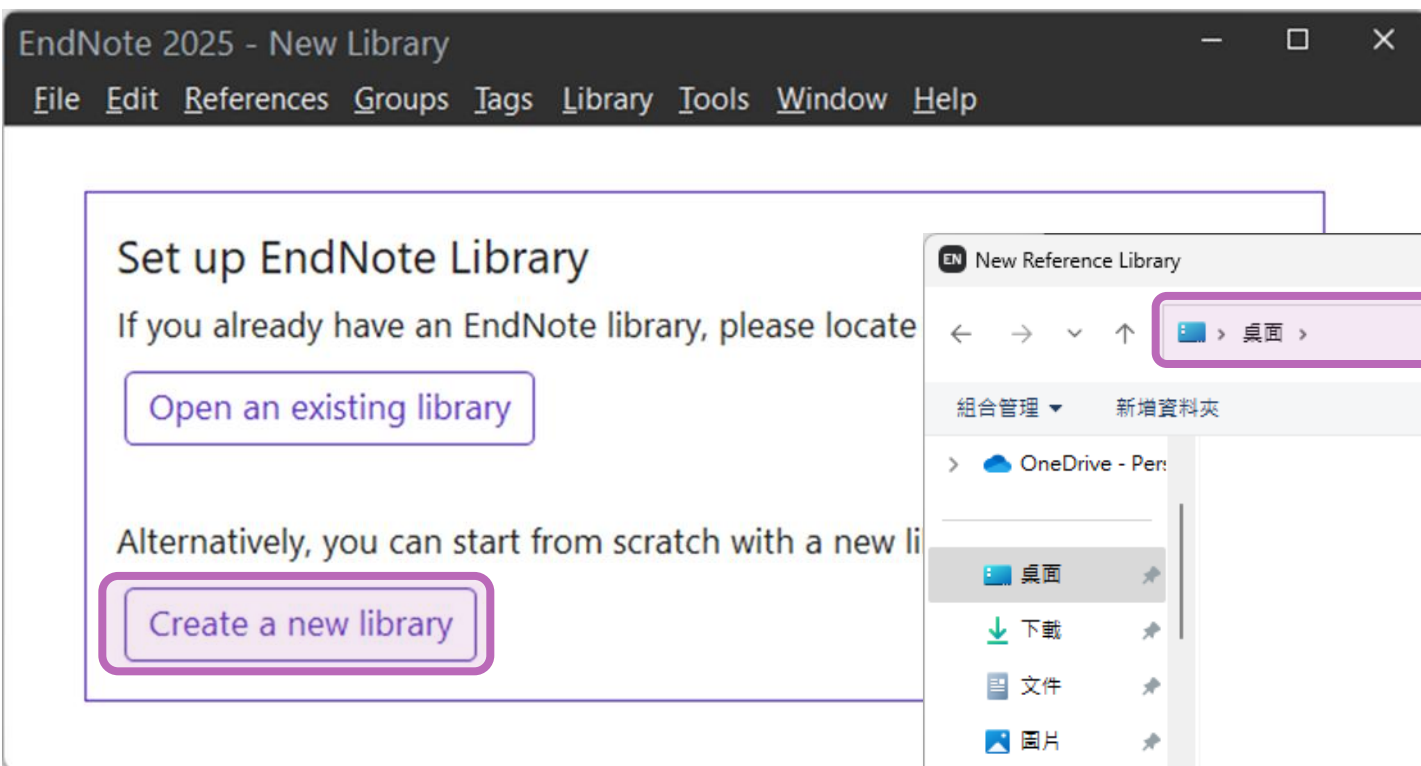 EndNote 2025 - New Library
File Edit References Groups Tags Library Tools Window Help
Set up EndNote Library
If you already have an EndNote library, please locate
Open an existing library
Alternatively, you can start from scratch with a new li
Create a new library
EN New Reference Library
桌面
組合管理 新增資料夾
OneDrive - Pers
桌面
下載
文件
圖片